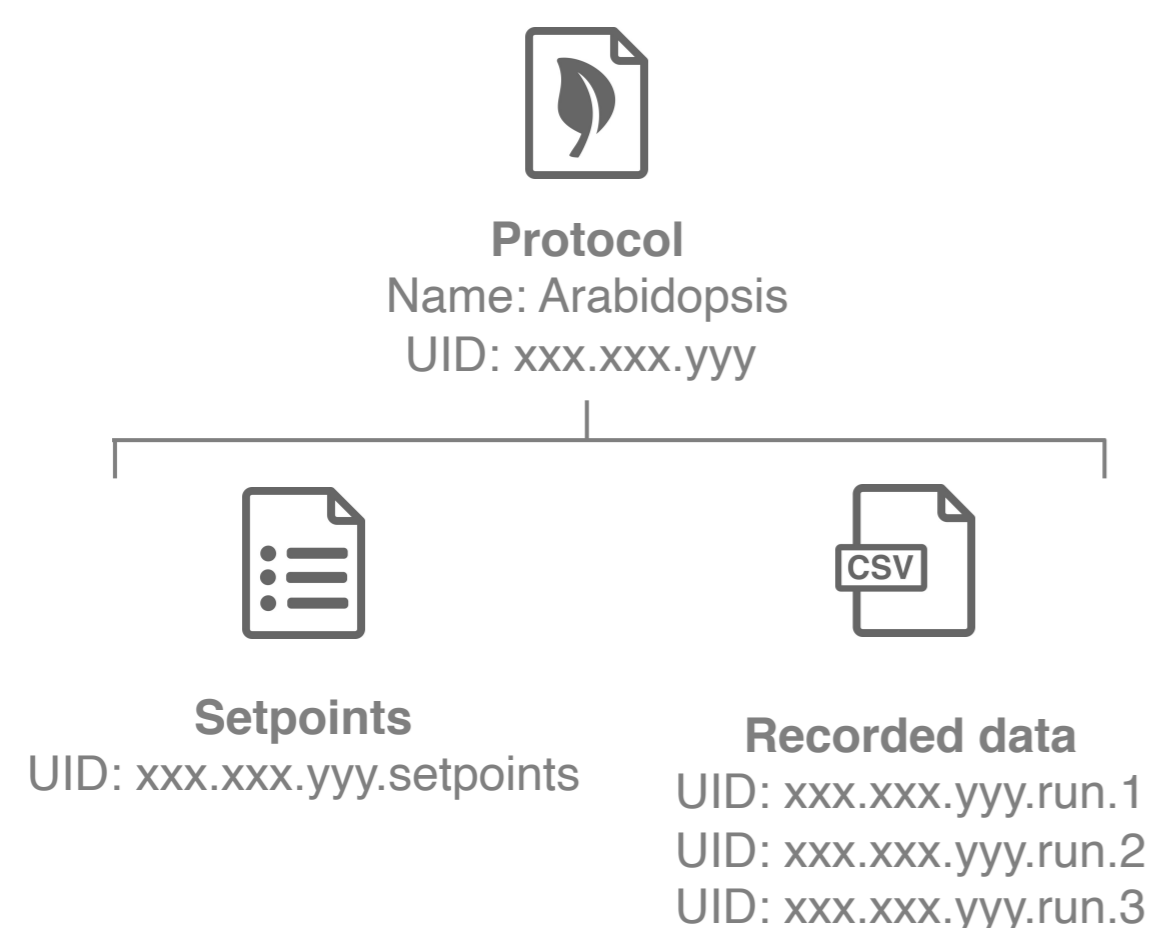 Protocol
Name: Arabidopsis
UID: xxx.xxx.yyy
CSV
Setpoints
UID: xxx.xxx.yyy.setpoints
Recorded data
UID: xxx.xxx.yyy.run.1
UID: xxx.xxx.yyy.run.2
UID: xxx.xxx.yyy.run.3